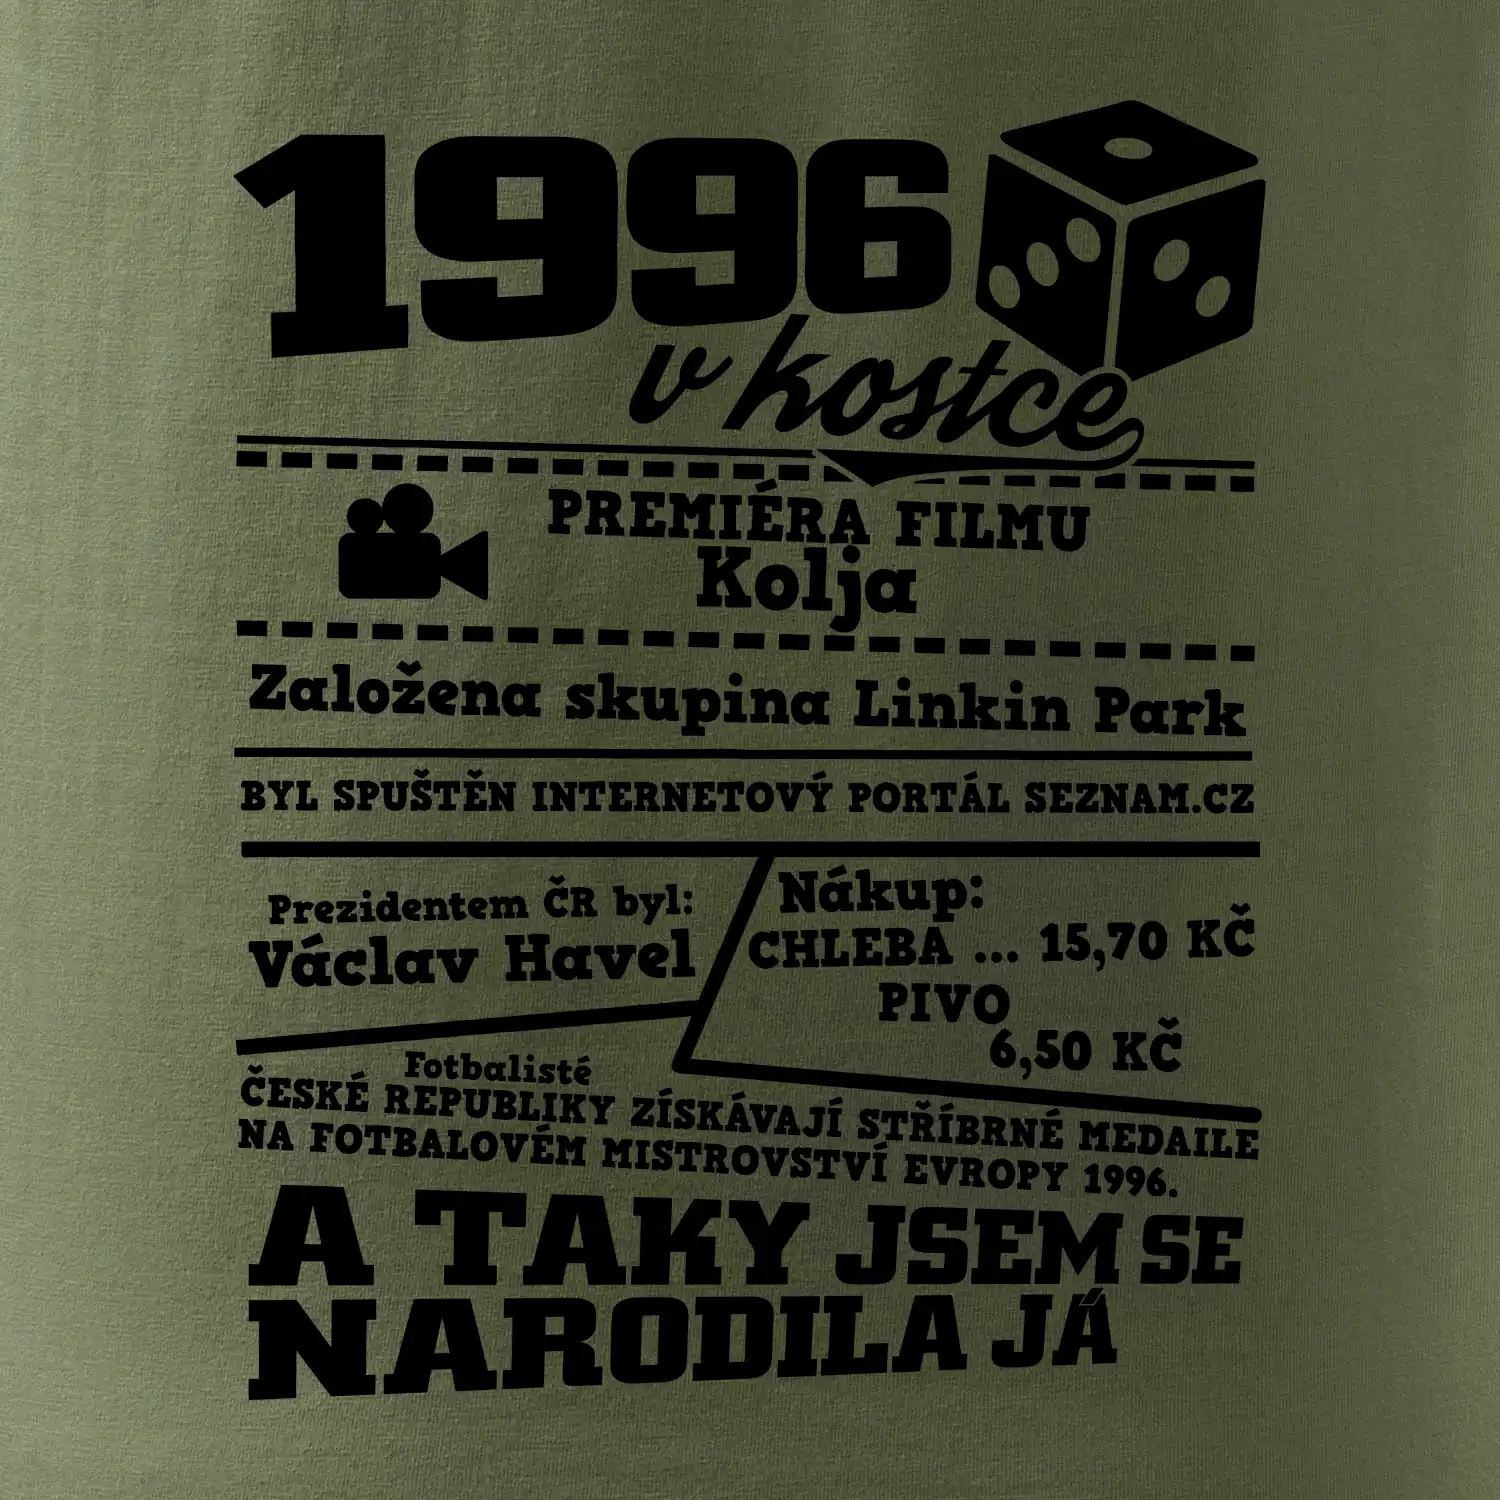 1996
v kostce
PREMIÉRA FILMU
Kolja
Založena skupina Linkin Park
BYL SPUŠTĚN INTERNETOVÝ PORTÁL SEZNAM.CZ
Prezidentem ČR byl:
Václav Havel
Nákup:
CHLEBA ... 15,70 KČ
PIVO
6,50 KČ
Fotbalisté
ČESKÉ REPUBLIKY ZÍSKÁVAJÍ STŘÍBRNÉ MEDAILE
NA FOTBALOVÉM MISTROVSTVÍ EVROPY 1996.
A TAKY JSEM SE
NARODILA JÁ